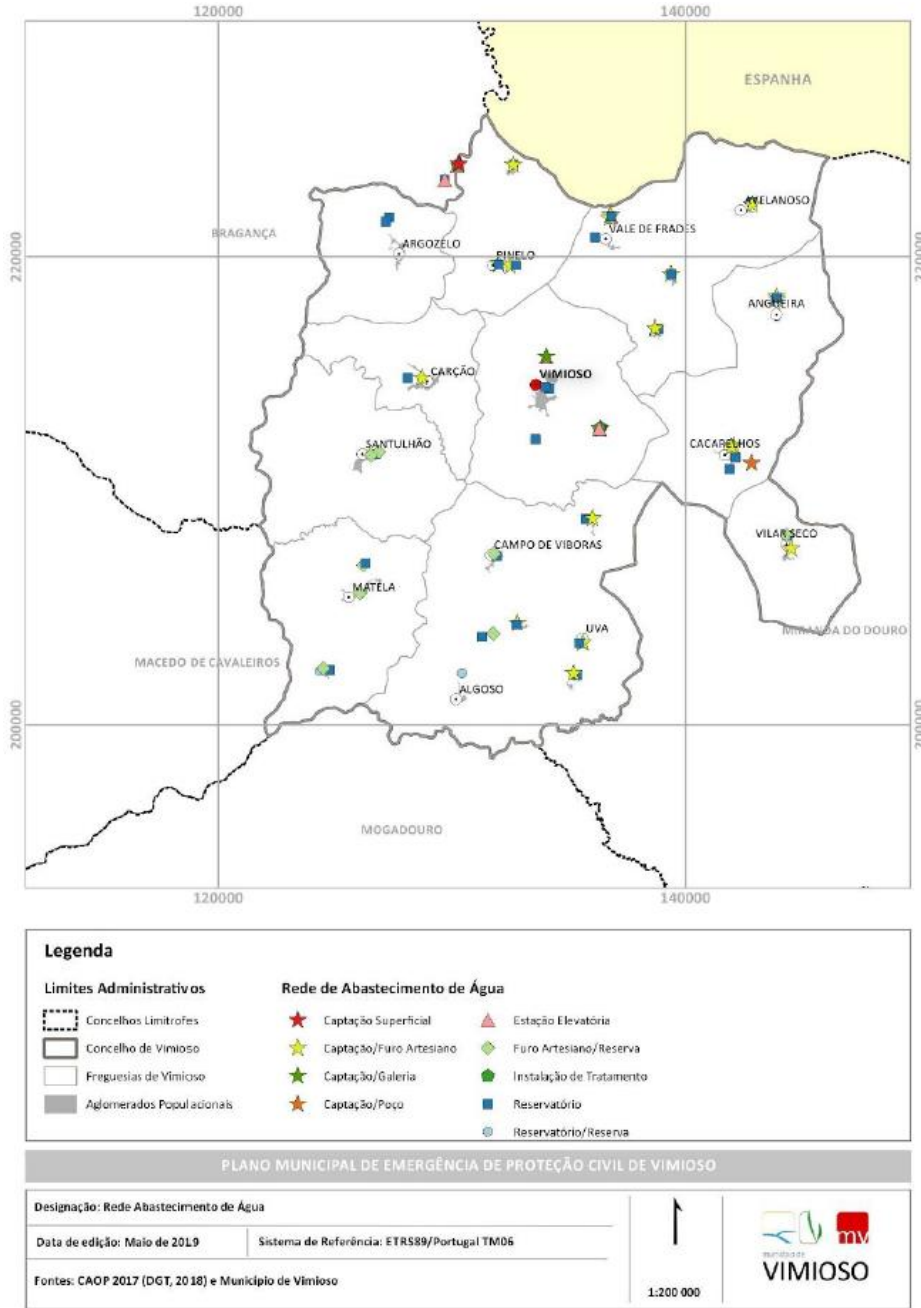 120000
140000
ESPANHA
AVELANOSO
BRAGANÇA
VALE DE FRADES
ARGOZELO
220000
220000
PINELO
ANGUEIRA
CARÇÃO
VIMIOSO
SANTULHÃO
CACARELHOS
VILAR SECO
CAMPO DE VÍBORAS
MATELA
UVA
MIRANDA DO DOURO
MACEDO DE CAVALEIROS
ALGOSO
200000
200000
MOGADOURO
120000
140000
Legenda
Limites Administrativos
Concelhos Limitrofes
Concelho de Vimioso
Freguesias de Vimioso
Aglomerados Populacionais
Rede de Abastecimento de Água
Captação Superficial
Captação/Furo Artesiano
Captação/Galeria
Captação/Poço
Estação Elevatória
Furo Artesiano/Reserva
Instalação de Tratamento
Reservatório
Reservatório/Reserva
PLANO MUNICIPAL DE EMERGÊNCIA DE PROTEÇÃO CIVIL DE VIMIOSO
Designação: Rede Abastecimento de Água
Data de edição: Maio de 2019
Sistema de Referência: ETRS89/Portugal TM06
Fontes: CAOP 2017 (DGT, 2018) e Município de Vimioso
1:200 000
mv
município de
VIMIOSO